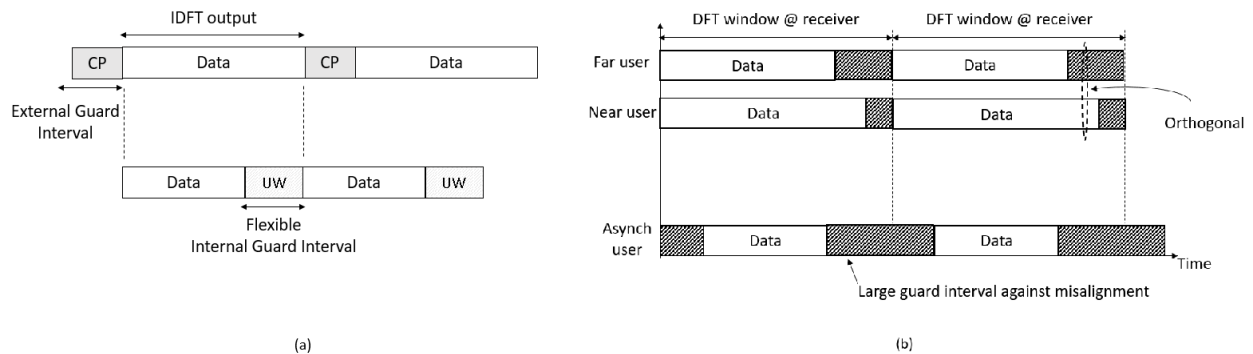 IDFT output
CP
Data
CP
Data
External Guard
Interval
Data
UW
Data
UW
Flexible
Internal Guard Interval
(a)
DFT window @ receiver
DFT window @ receiver
Far user
Data
Data
Near user
Data
Data
Orthogonal
Asynch
user
Data
Data
Time
Large guard interval against misalignment
(b)